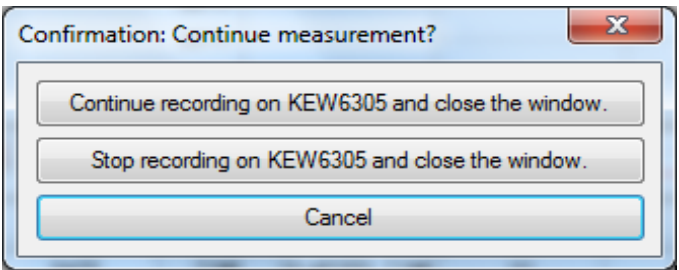 Confirmation: Continue measurement?
Continue recording on KEW6305 and close the window.
Stop recording on KEW6305 and close the window.
Cancel